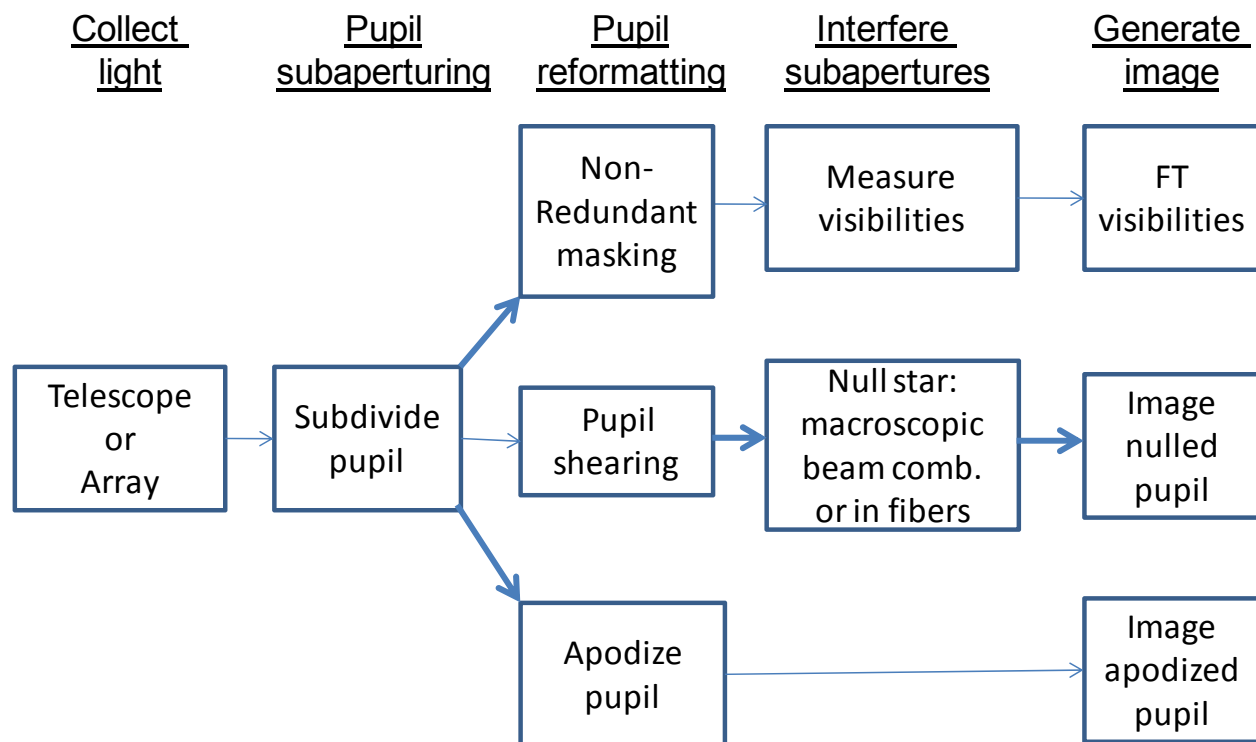 Collect
light
Pupil
subaperturing
Pupil
reformatting
Interfere
subapertures
Generate
image
Non-
Redundant
masking
Measure
visibilities
FT
visibilities
Telescope
or
Array
Subdivide
pupil
Pupil
shearing
Null star:
macroscopic
beam comb.
or in fibers
Image
nulled
pupil
Apodize
pupil
Image
apodized
pupil